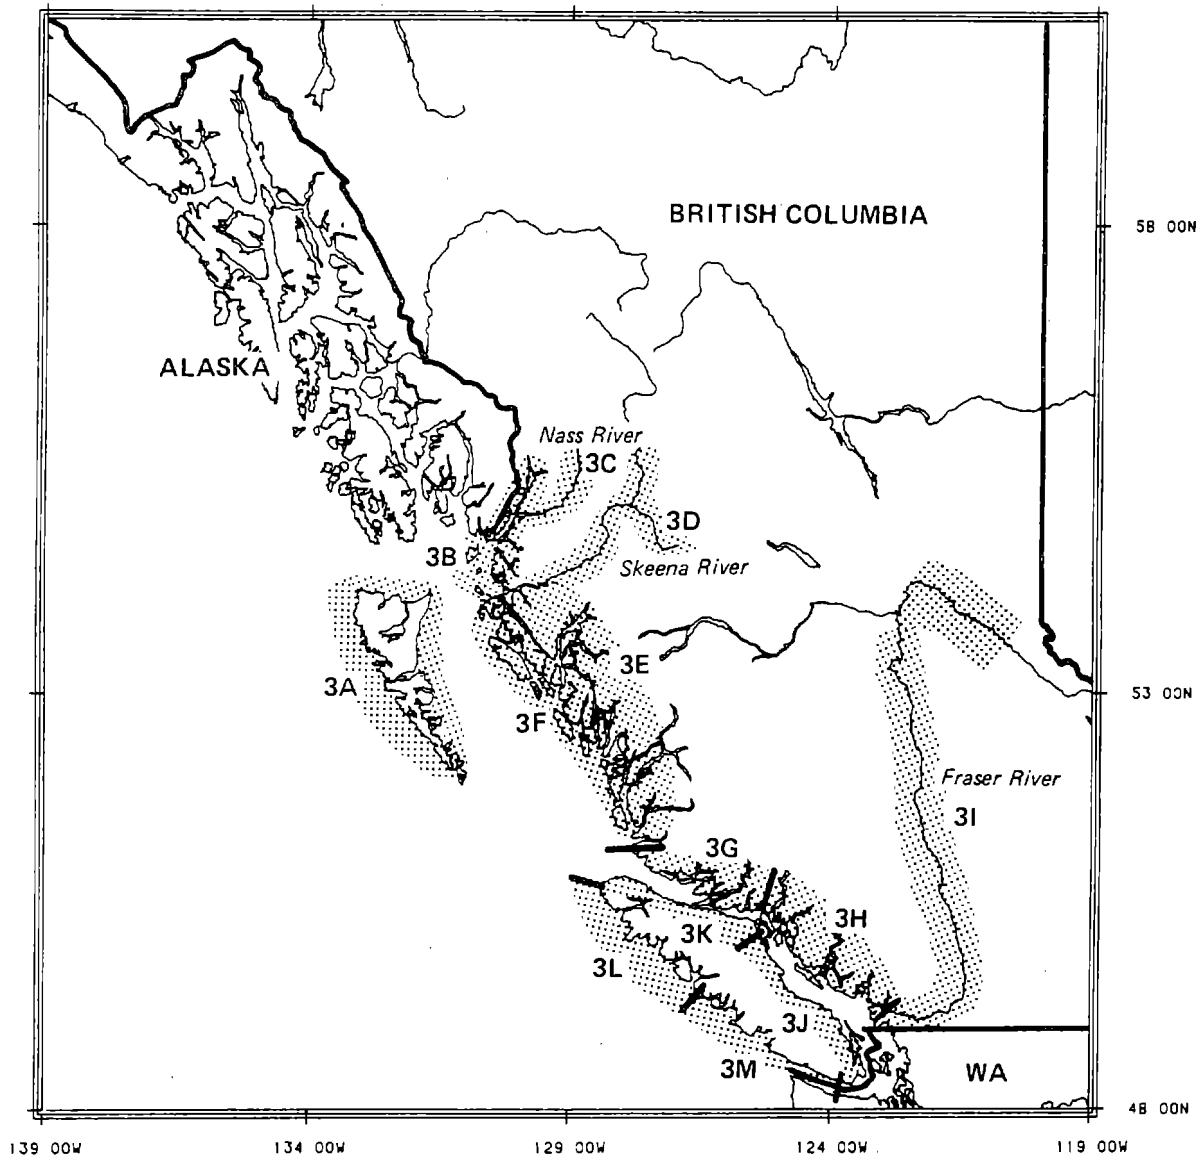 BRITISH COLUMBIA
58 00N
ALASKA
Nass River
3C
3D
3B
Skeena River
3E
3A
53 00N
3F
Fraser River
3I
3G
3H
3K
3L
3J
3M
WA
48 00N
139 00W
134 00W
129 00W
124 00W
119 00W